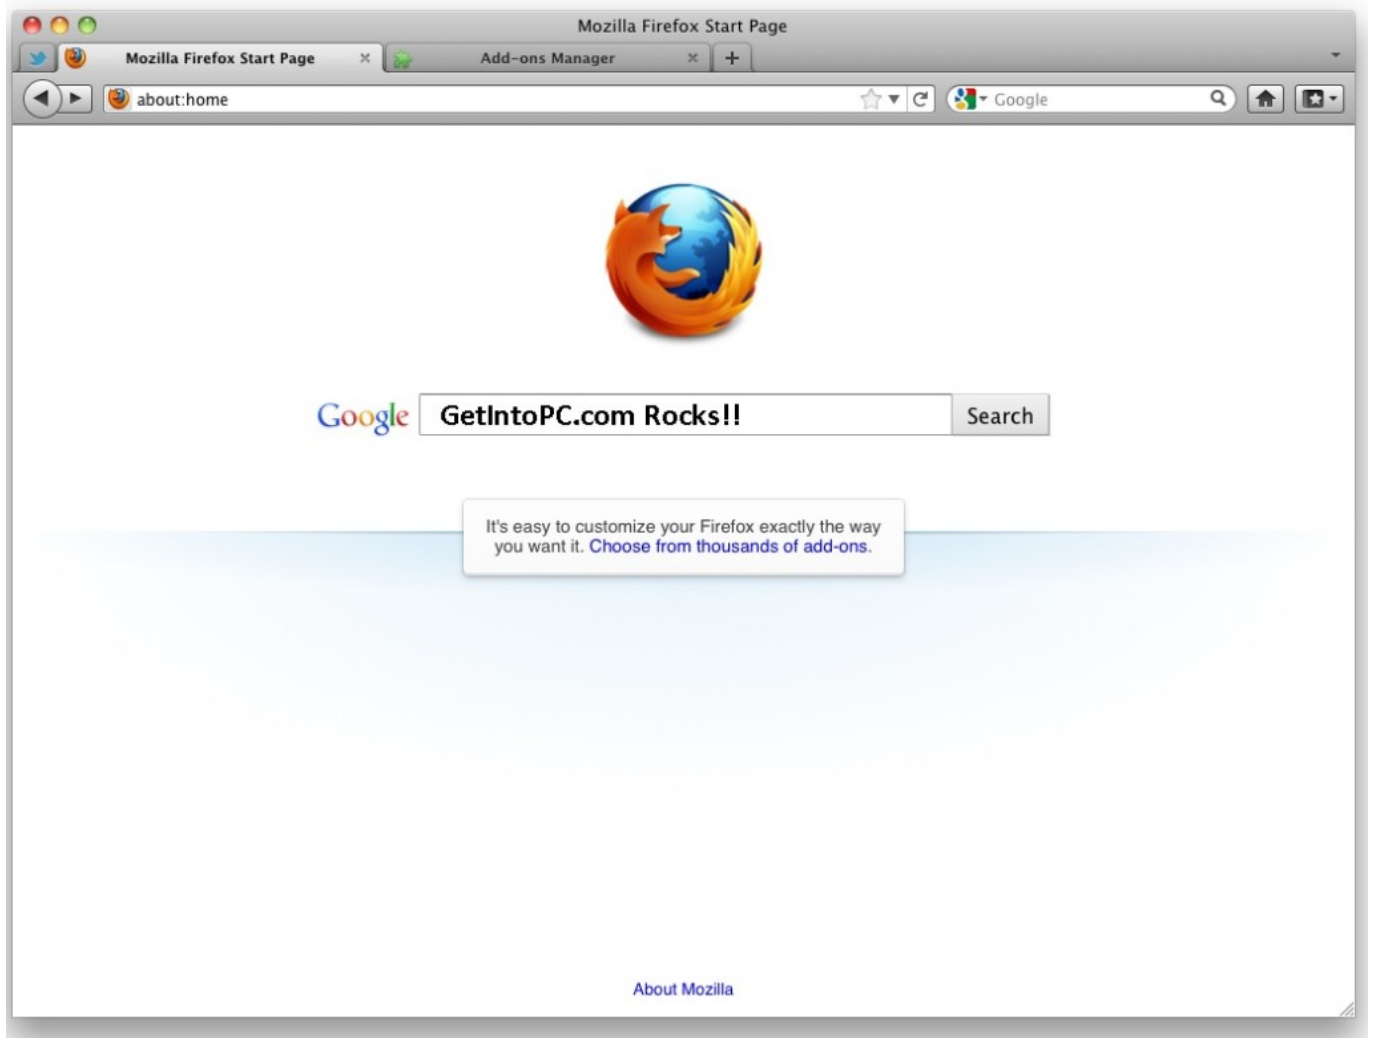 Mozilla Firefox Start Page
Mozilla Firefox Start Page
Add-ons Manager
about:home
Google
Google
GetIntoPC.com Rocks!!
Search
It's easy to customize your Firefox exactly the way
you want it. Choose from thousands of add-ons.
About Mozilla